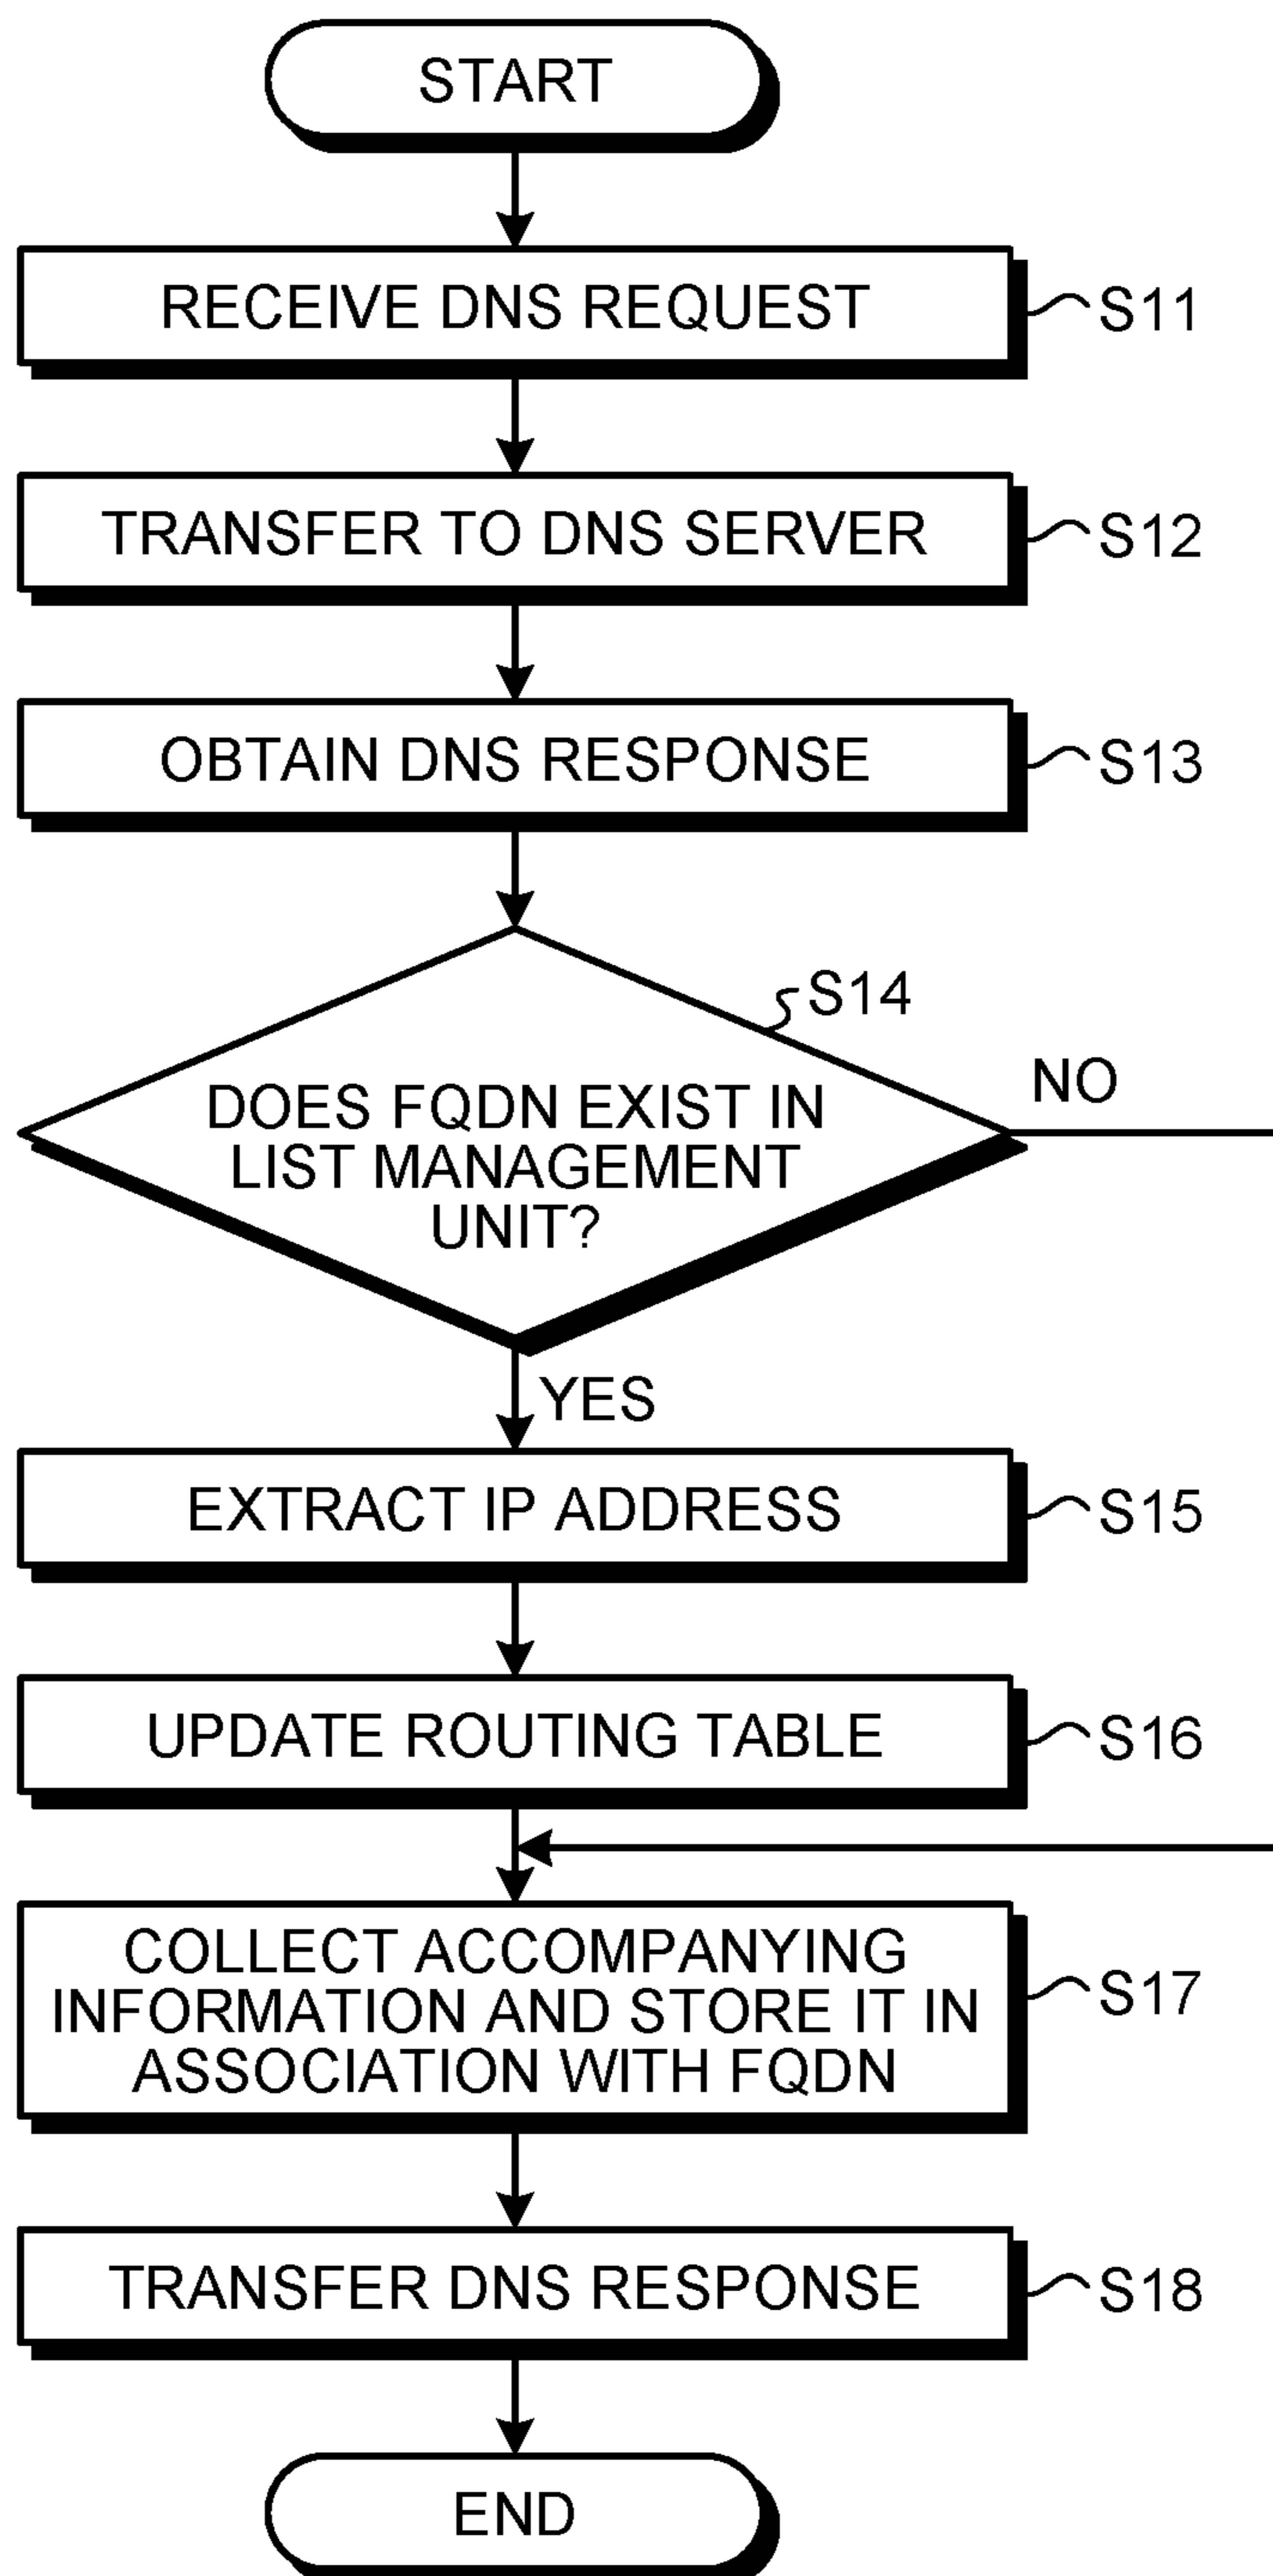 START
RECEIVE DNS REQUEST
S11
TRANSFER TO DNS SERVER
S12
OBTAIN DNS RESPONSE
S13
S14
DOES FQDN EXIST IN
LIST MANAGEMENT
UNIT?
NO
YES
EXTRACT IP ADDRESS
S15
UPDATE ROUTING TABLE
S16
COLLECT ACCOMPANYING
INFORMATION AND STORE IT IN
ASSOCIATION WITH FQDN
S17
TRANSFER DNS RESPONSE
S18
END